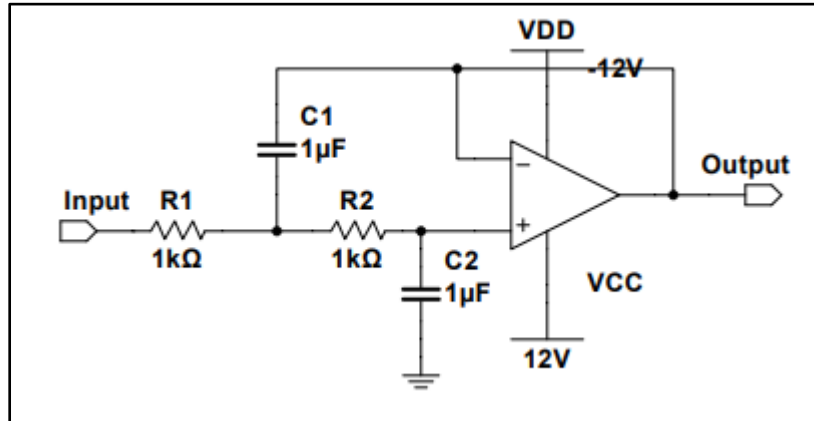 VDD
-12V
C1
1µF
Output
Input
R1
R2
1kΩ
1kΩ
C2
1µF
VCC
12V
−
+